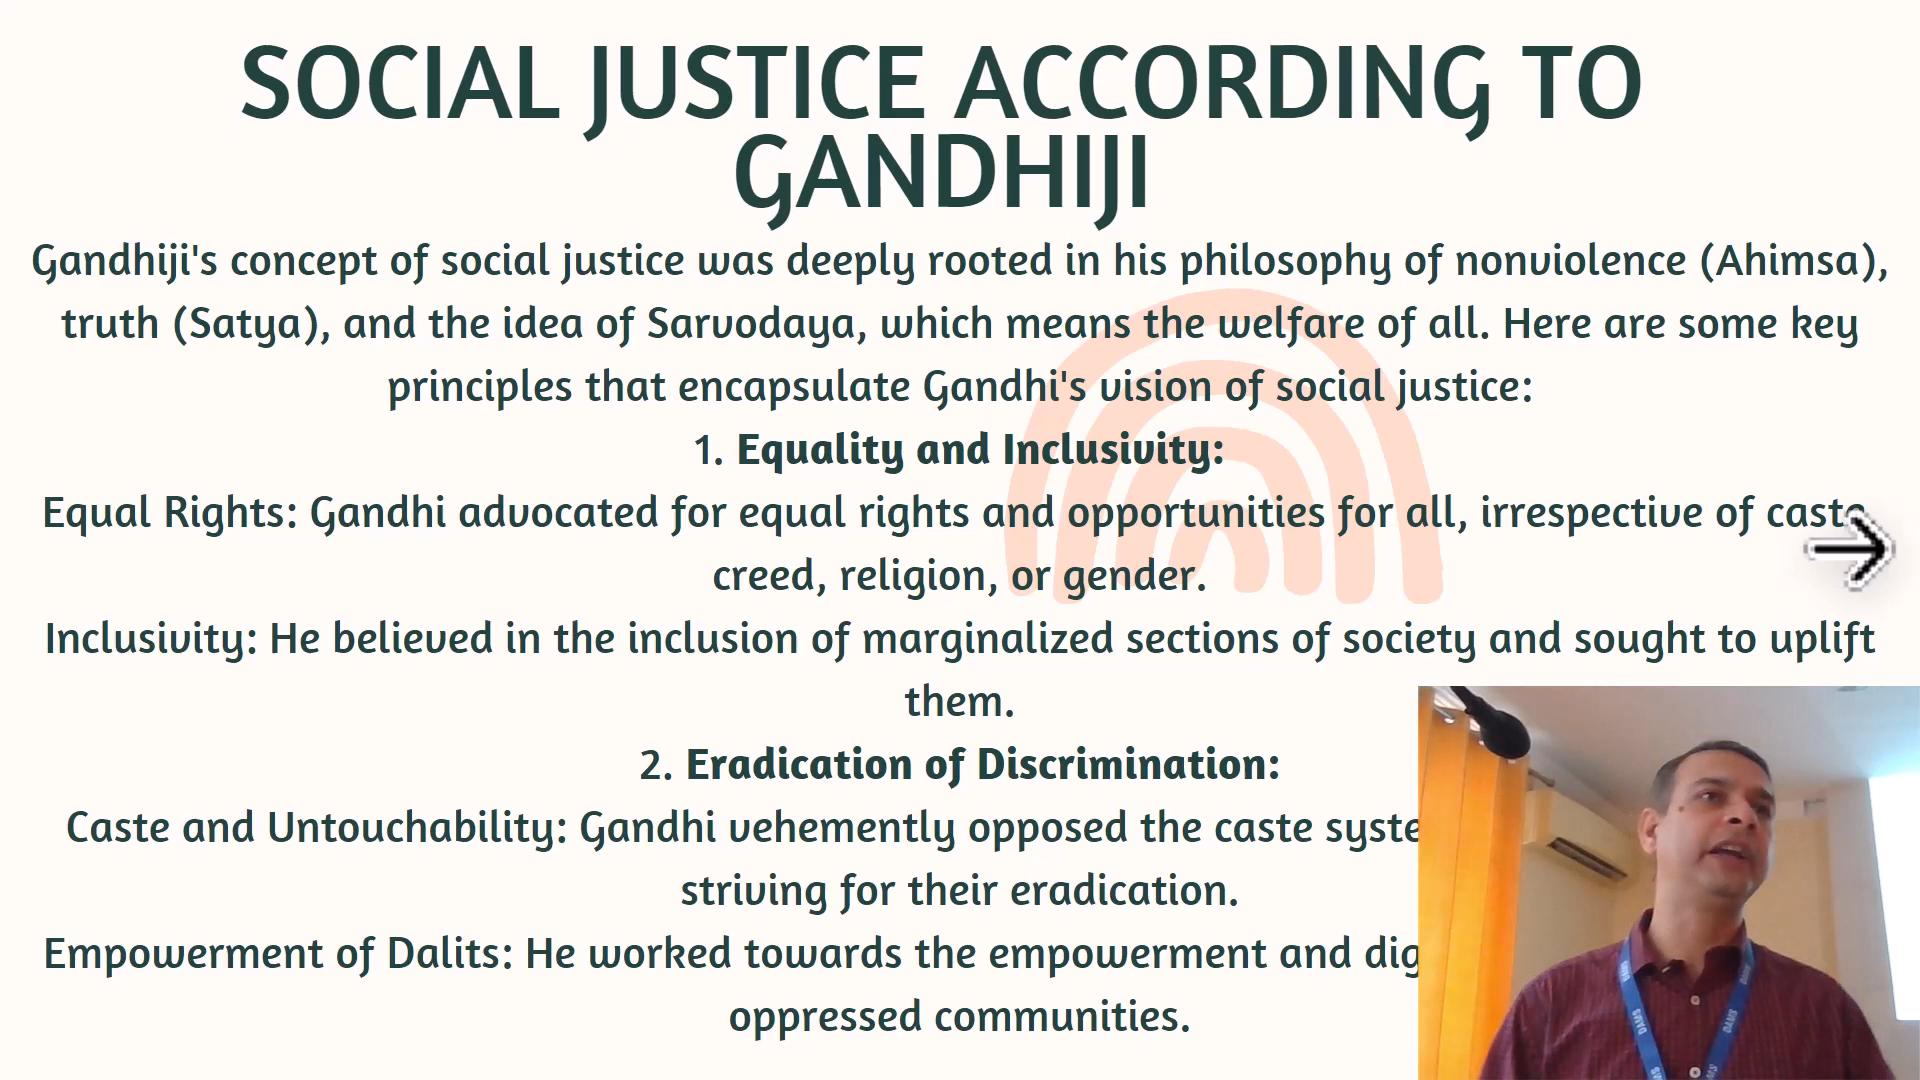 SOCIAL JUSTICE ACCORDING TO
GANDHIJI
Gandhiji's concept of social justice was deeply rooted in his philosophy of nonviolence (Ahimsa),
truth (Satya), and the idea of Sarvodaya, which means the welfare of all. Here are some key
principles that encapsulate Gandhi's vision of social justice:
1. Equality and Inclusivity:
Equal Rights: Gandhi advocated for equal rights and opportunities for all, irrespective of caste
creed, religion, or gender.
Inclusivity: He believed in the inclusion of marginalized sections of society and sought to uplift
them.
2. Eradication of Discrimination:
Caste and Untouchability: Gandhi vehemently opposed the caste
striving for their eradication.
Empowerment of Dalits: He worked towards the empowerment and
oppressed communities.
DAMS
DAMS